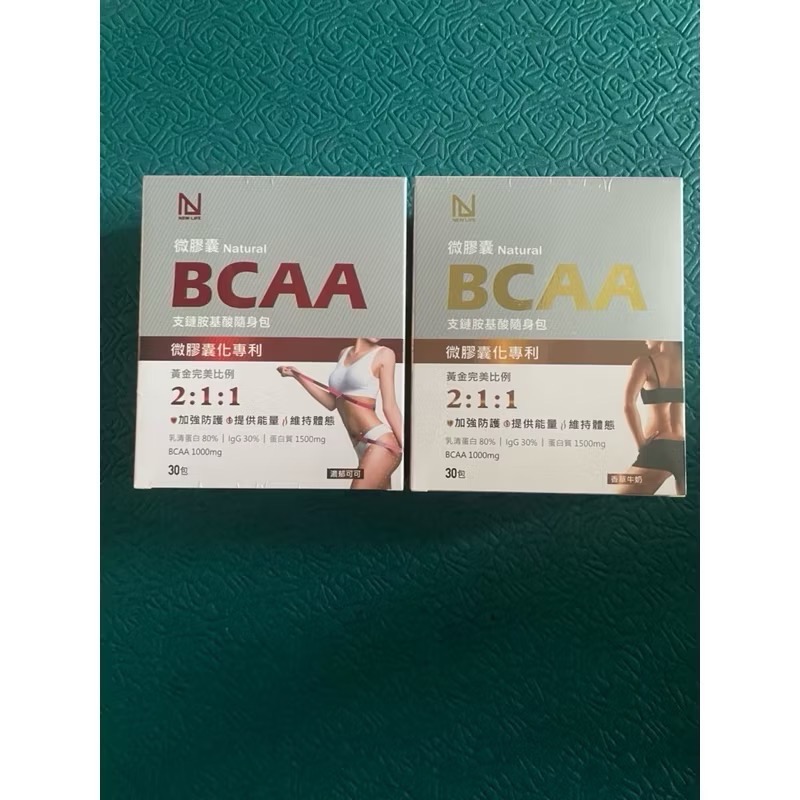 NEW LIFE
微膠囊 Natural
BCAA
支鏈胺基酸隨身包
微膠囊化專利
黃金完美比例
2:1:1
加強防護 提供能量 維持體態
乳清蛋白 80% | IgG 30% | 蛋白質 1500mg
BCAA 1000mg
30包
濃郁可可
NEW LIFE
微膠囊 Natural
BCAA
支鏈胺基酸隨身包
微膠囊化專利
黃金完美比例
2:1:1
加強防護 提供能量 維持體態
乳清蛋白 80% | IgG 30% | 蛋白質 1500mg
BCAA 1000mg
30包
香草牛奶